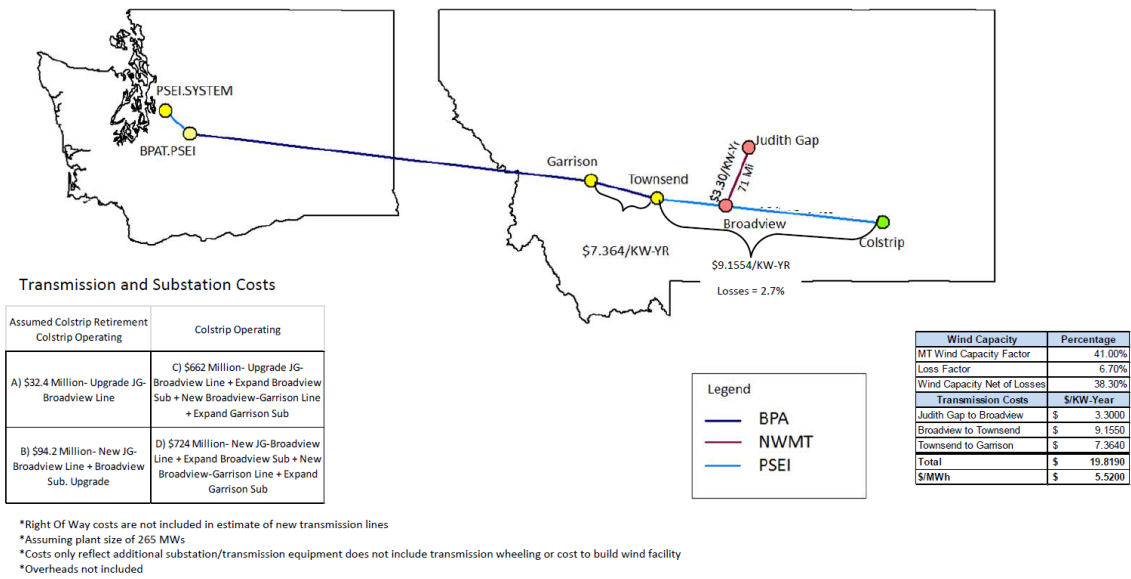 PSEI.SYSTEM
BPAT.PSEI
Garrison
Townsend
Judith Gap
$3.30/KW-Yr
71 Mi
Broadview
Colstrip
$7.364/KW-YR
$9.1554/KW-YR
Losses = 2.7%
Transmission and Substation Costs
Assumed Colstrip Retirement
Colstrip Operating
Colstrip Operating
A) $32.4 Million- Upgrade JG-
Broadview Line
C) $662 Million- Upgrade JG-
Broadview Line + Expand Broadview
Sub + New Broadview-Garrison Line
+ Expand Garrison Sub
B) $94.2 Million- New JG-
Broadview Line + Broadview
Sub. Upgrade
D) $724 Million- New JG-Broadview
Line + Expand Broadview Sub + New
Broadview-Garrison Line + Expand
Garrison Sub
Legend
BPA
NWMT
PSEI
Wind Capacity Percentage
MT Wind Capacity Factor 41.00%
Loss Factor 6.70%
Wind Capacity Net of Losses 38.30%
Transmission Costs $/KW-Year
Judith Gap to Broadview $ 3.3000
Broadview to Townsend $ 9.1550
Townsend to Garrison $ 7.3640
Total $ 19.8190
$/MWh $ 5.5200
*Right Of Way costs are not included in estimate of new transmission lines
*Assuming plant size of 265 MWs
*Costs only reflect additional substation/transmission equipment does not include transmission wheeling or cost to build wind facility
*Overheads not included